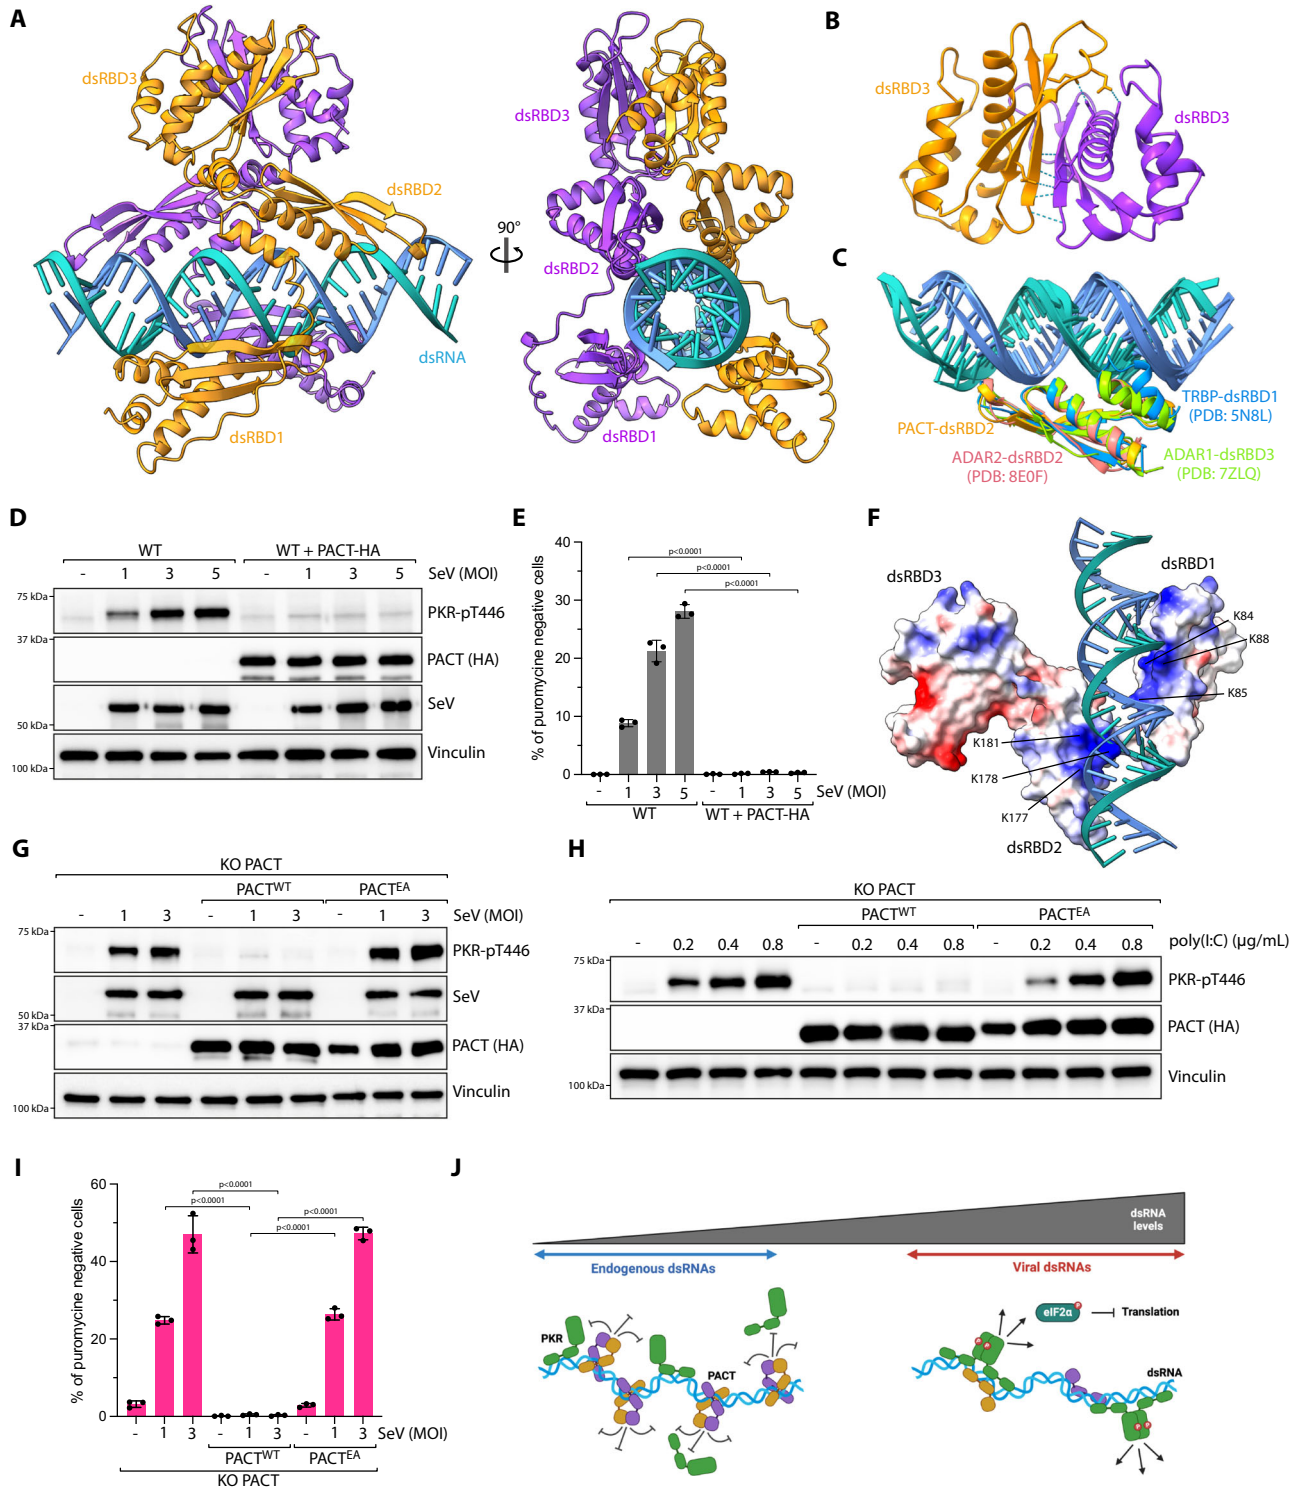 A
dsRBD3
dsRBD2
dsRNA
dsRBD1
90°
dsRBD3
dsRBD2
dsRBD1
B
dsRBD3
dsRBD3
C
TRBP-dsRBD1
(PDB: 5N8L)
PACT-dsRBD2
ADAR2-dsRBD2
(PDB: 8E0F)
ADAR1-dsRBD3
(PDB: 7ZLQ)
D
WT
WT + PACT-HA
- 1 3 5 - 1 3 5 SeV (MOI)
75 kDa
PKR-pT446
37 kDa
PACT (HA)
SeV
50 kDa
Vinculin
100 kDa
E
% of puromycine negative cells
40
30
20
10
0
p<0.0001
p<0.0001
p<0.0001
- 1 3 5 - 1 3 5 SeV (MOI)
WT
WT + PACT-HA
F
dsRBD3
dsRBD1
K84
K88
K85
K181
K178
K177
dsRBD2
G
KO PACT
PACTWT
PACTEA
- 1 3 - 1 3 - 1 3 SeV (MOI)
75 kDa
PKR-pT446
SeV
50 kDa
37 kDa
PACT (HA)
Vinculin
100 kDa
H
KO PACT
PACTWT
PACTEA
- 0.2 0.4 0.8 - 0.2 0.4 0.8 - 0.2 0.4 0.8 poly(I:C) (µg/mL)
75 kDa
PKR-pT446
37 kDa
PACT (HA)
Vinculin
100 kDa
I
% of puromycine negative cells
60
40
20
0
p<0.0001
p<0.0001
p<0.0001
p<0.0001
- 1 3 - 1 3 - 1 3 SeV (MOI)
PACTWT
PACTEA
KO PACT
J
dsRNA
levels
Endogenous dsRNAs
Viral dsRNAs
PKR
PACT
eIF2α
P
Translation
dsRNA
P
P
P
P